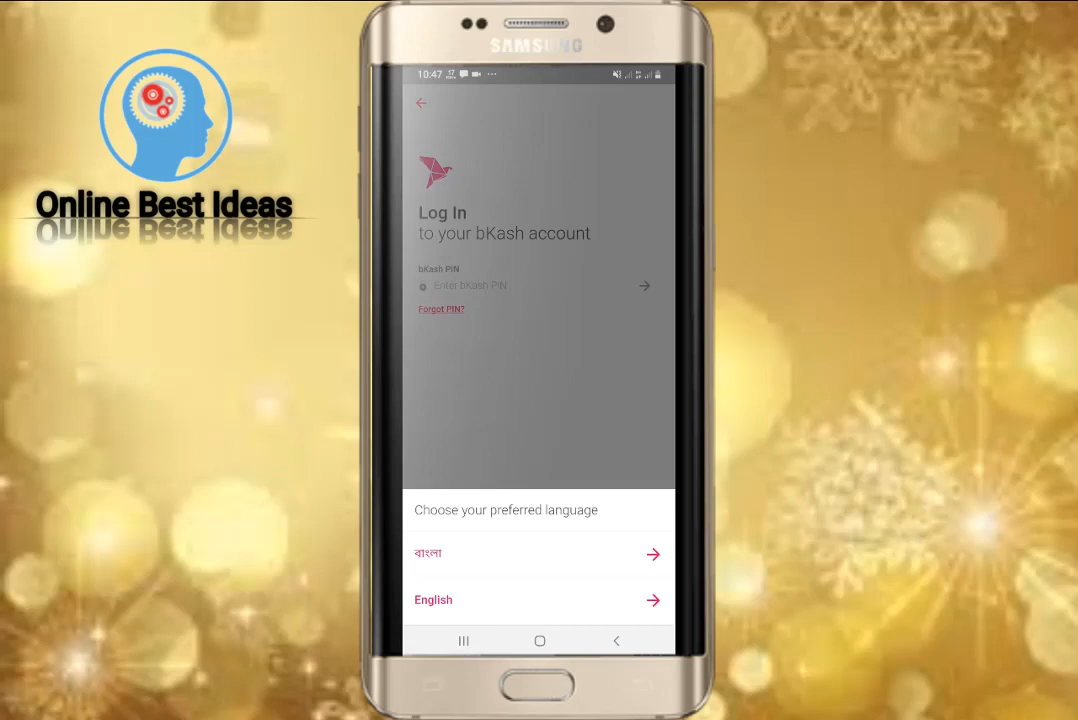 Online Best Ideas
SAMSUNG
10:47
Log In
to your bKash account
bKash PIN
Enter bKash PIN
Forgot PIN?
Choose your preferred language
বাংলা
English